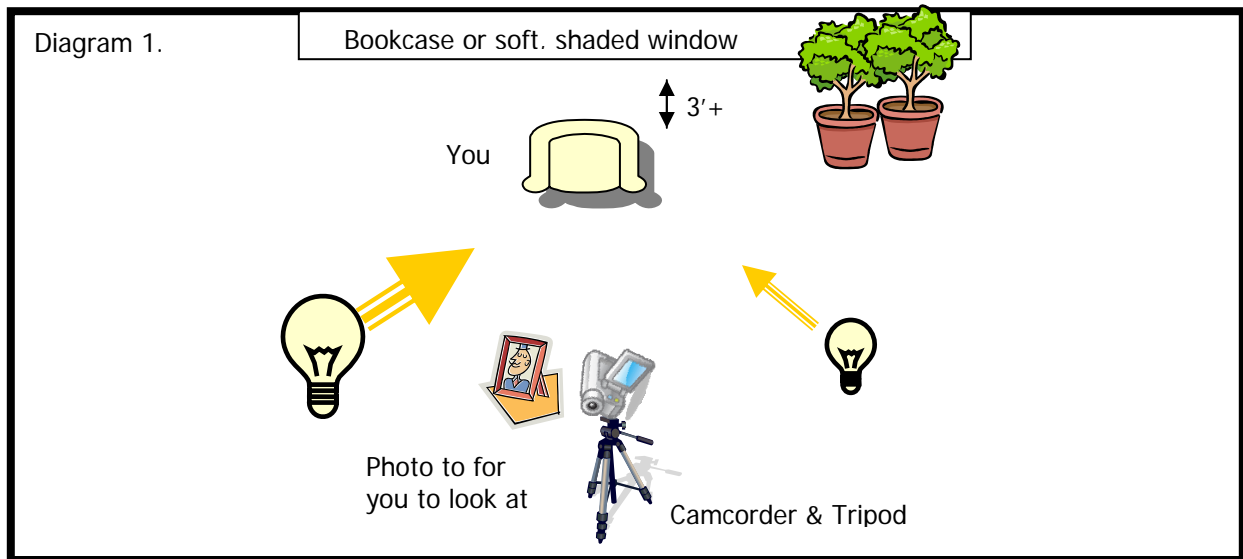 Diagram 1.
Bookcase or soft. shaded window
3'+
You
Photo to for
you to look at
Camcorder & Tripod